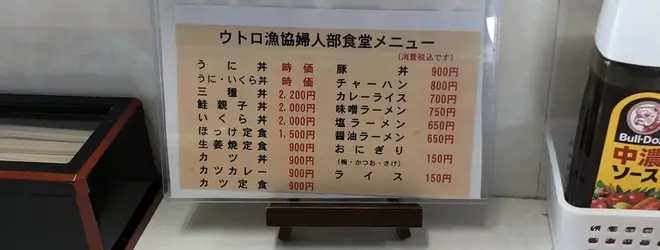 ウトロ漁協婦人部食堂メニュー
(消費税込です)
うに丼 時価
うに・いくら丼 時価
三種丼 2,200円
鮭親子丼 2,000円
いくら丼 2,000円
ほっけ定食 1,500円
生姜焼定食 900円
カツ丼 900円
カツカレー 900円
カツ定食 900円
豚丼 900円
チャーハン 800円
カレーライス 700円
味噌ラーメン 750円
塩ラーメン 650円
醤油ラーメン 650円
おにぎり 150円
(梅・かつお・さけ)
ライス 150円
Bull-Do
中濃
ソース